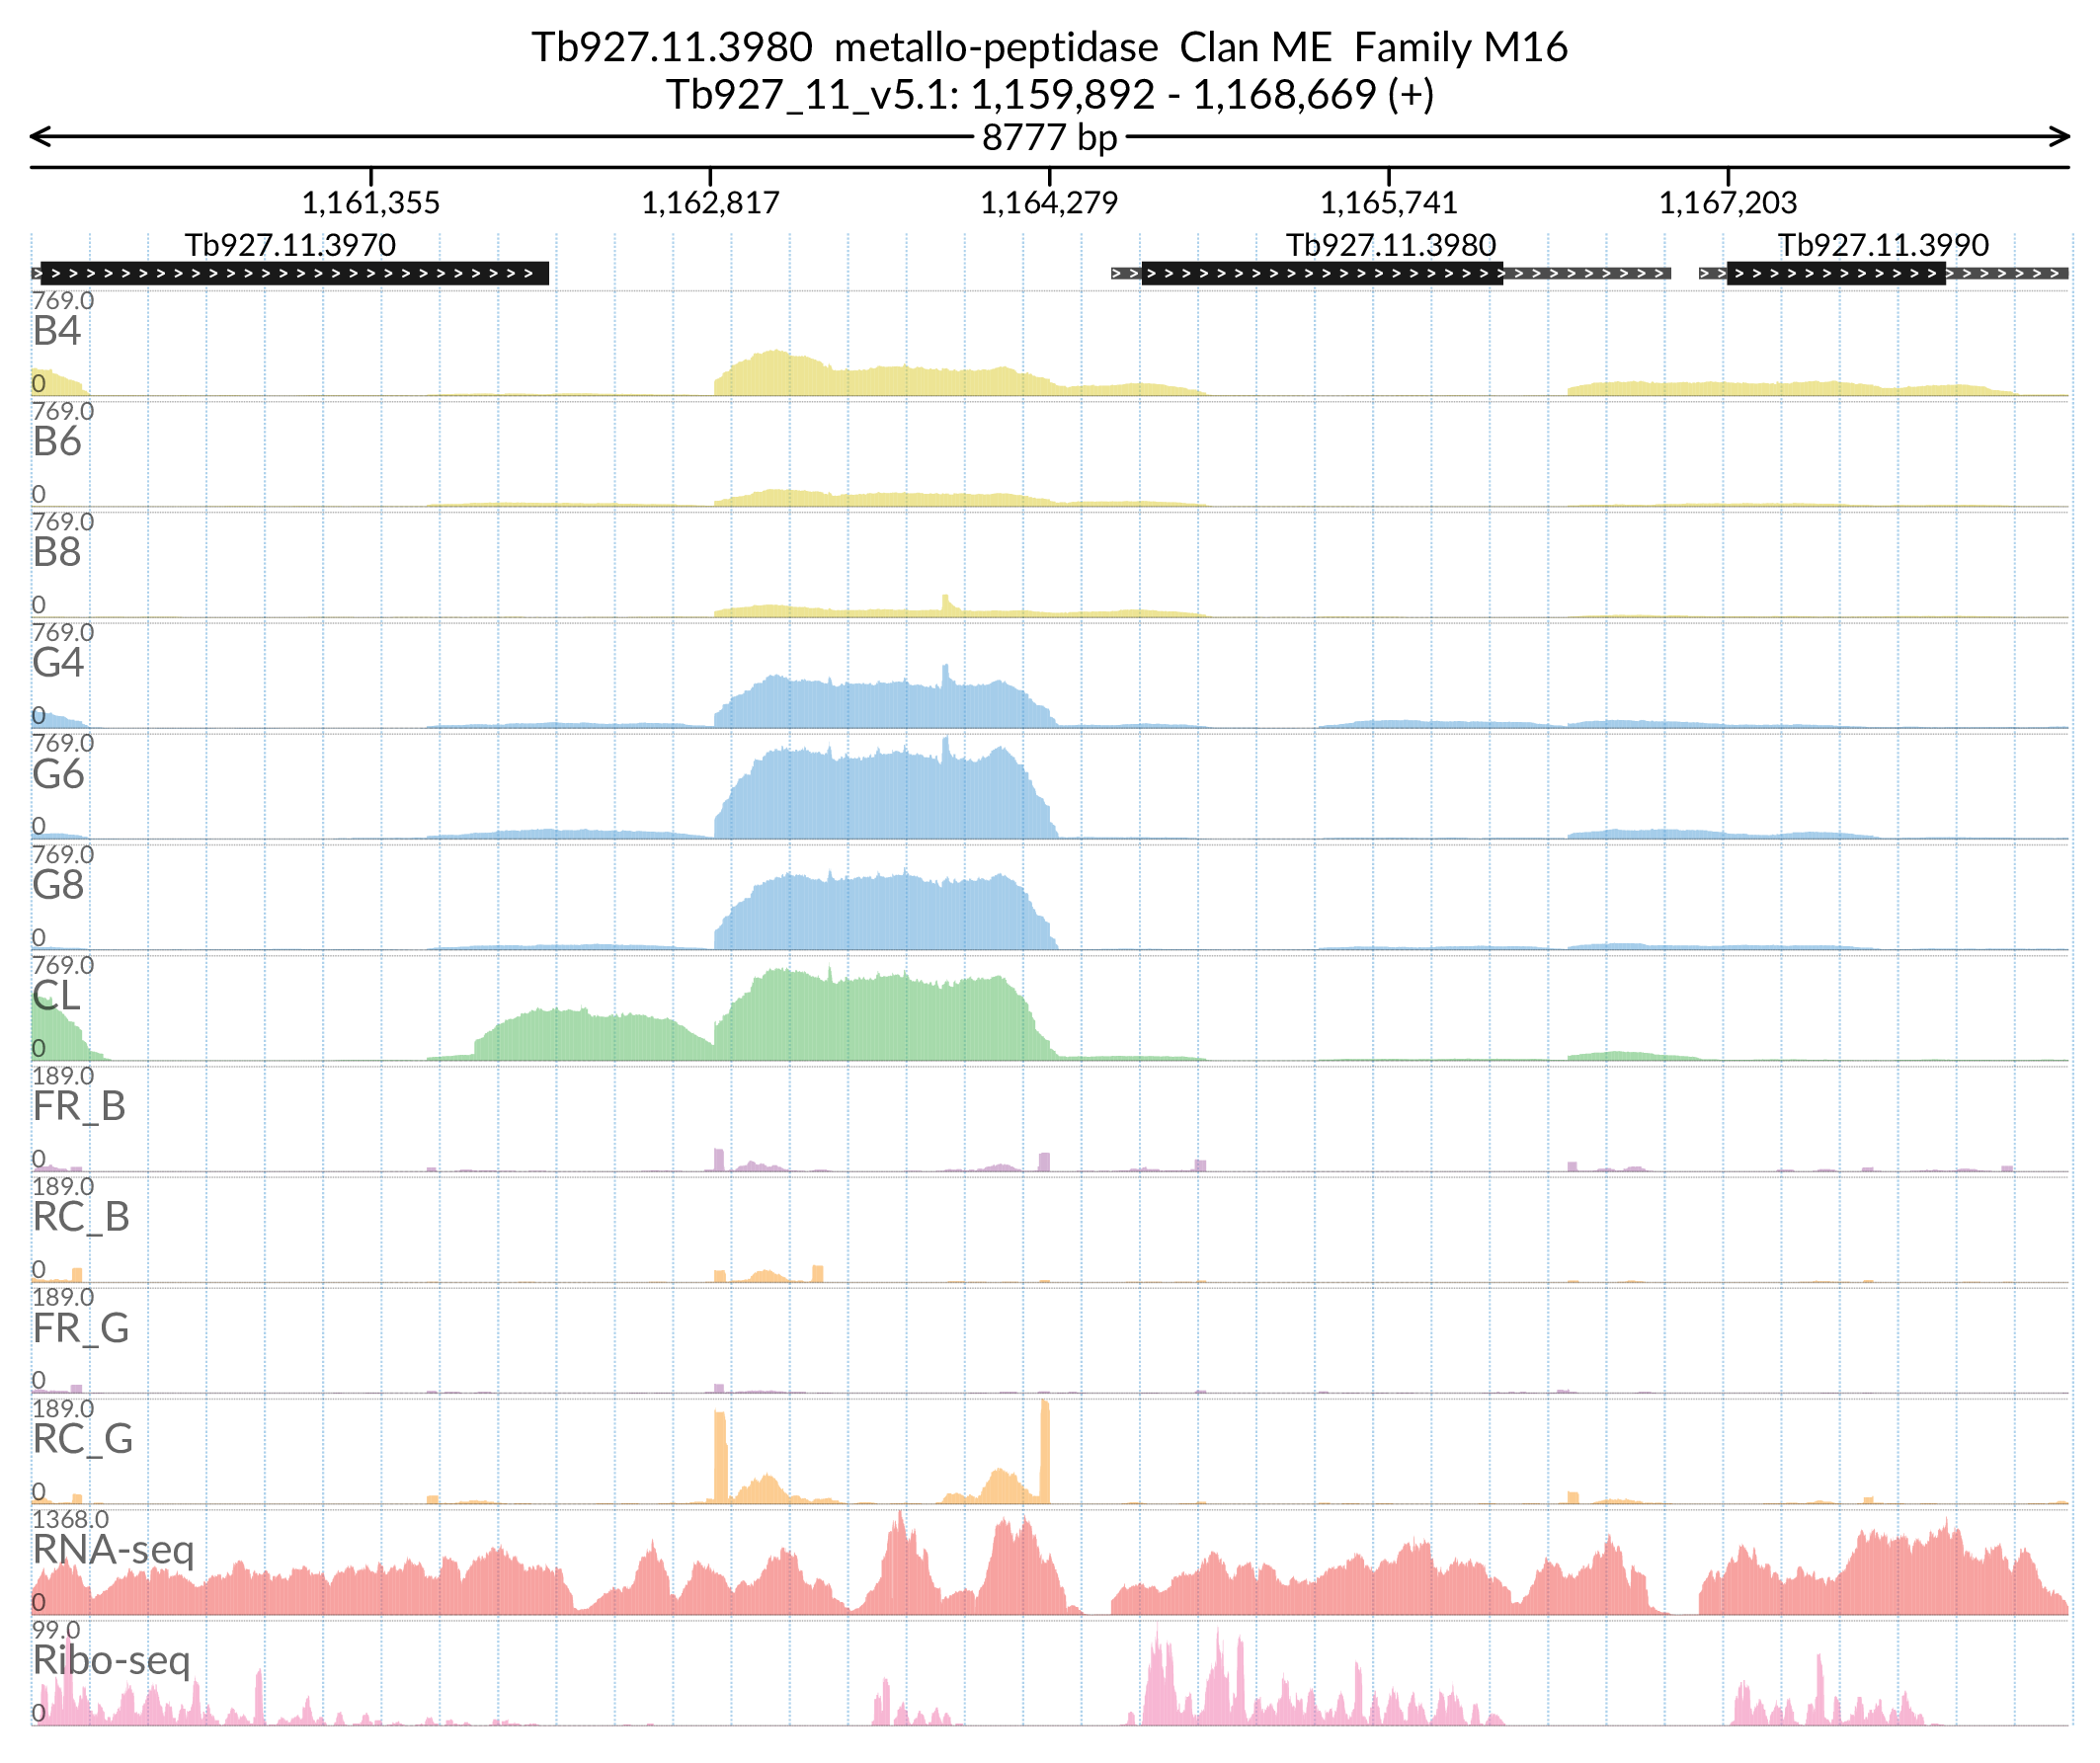 Tb927.11.3980 metallo-peptidase Clan ME Family M16
Tb927_11_v5.1: 1,159,892 - 1,168,669 (+)
8777 bp
1,161,355 1,162,817 1,164,279 1,165,741 1,167,203
Tb927.11.3970 Tb927.11.3980 Tb927.11.3990
769.0
B4
0
769.0
B6
0
769.0
B8
0
769.0
G4
0
769.0
G6
0
769.0
G8
0
769.0
CL
0
189.0
FR_B
0
189.0
RC_B
0
189.0
FR_G
0
189.0
RC_G
0
1368.0
RNA-seq
0
99.0
Ribo-seq
0